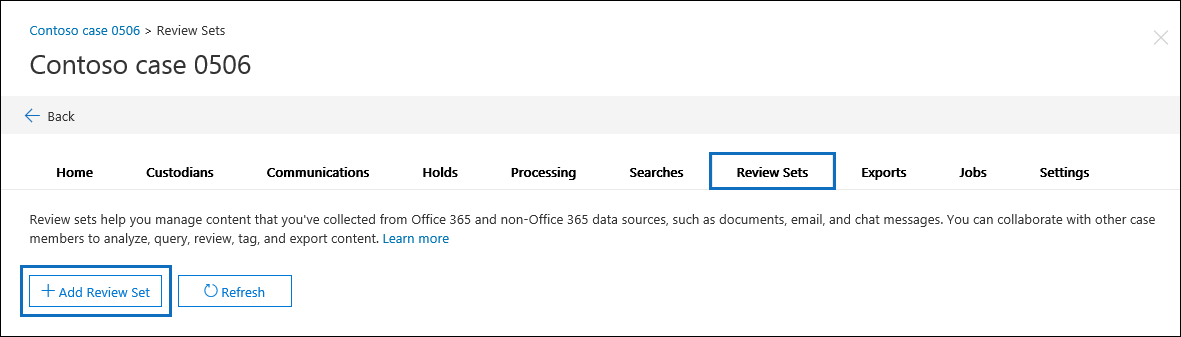 Contoso case 0506 > Review Sets
Contoso case 0506
Back
Home Custodians Communications Holds Processing Searches Review Sets Exports Jobs Settings
Review sets help you manage content that you've collected from Office 365 and non-Office 365 data sources, such as documents, email, and chat messages. You can collaborate with other case
members to analyze, query, review, tag, and export content. Learn more
Add Review Set Refresh